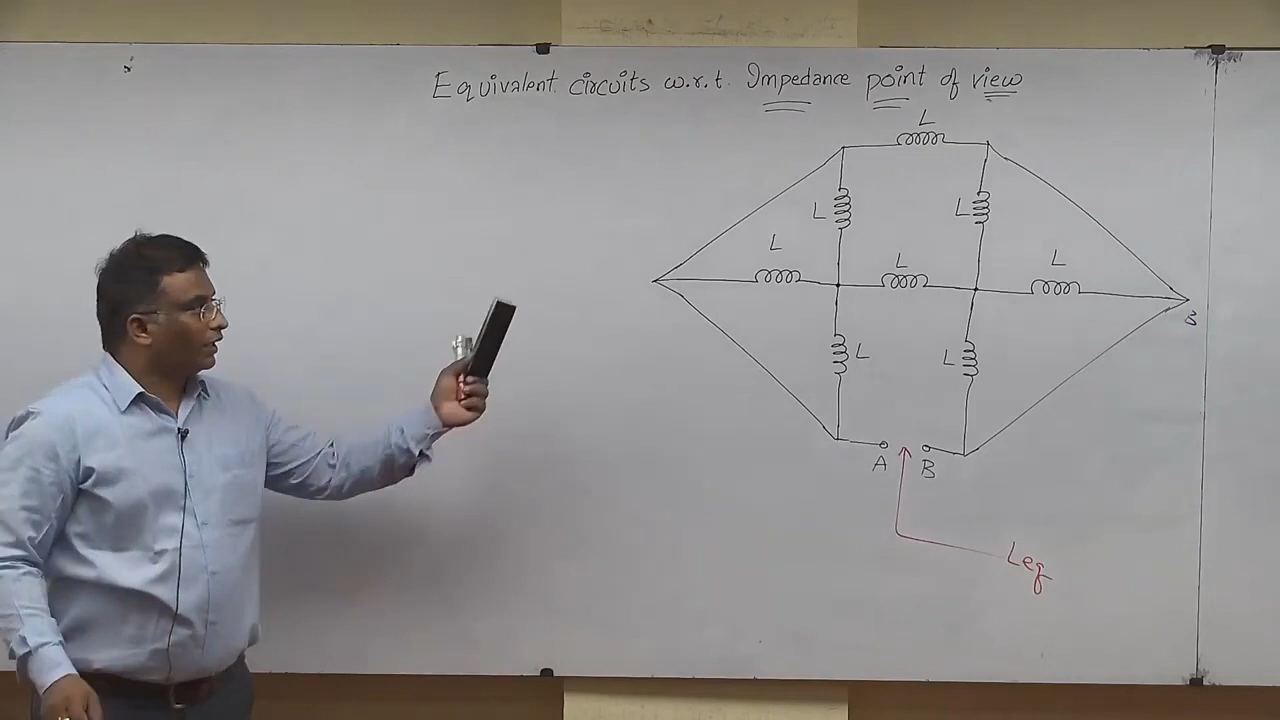 Equivalent circuits w.r.t. Impedance point of view
L
L L
L L L
L L
A B
Leq